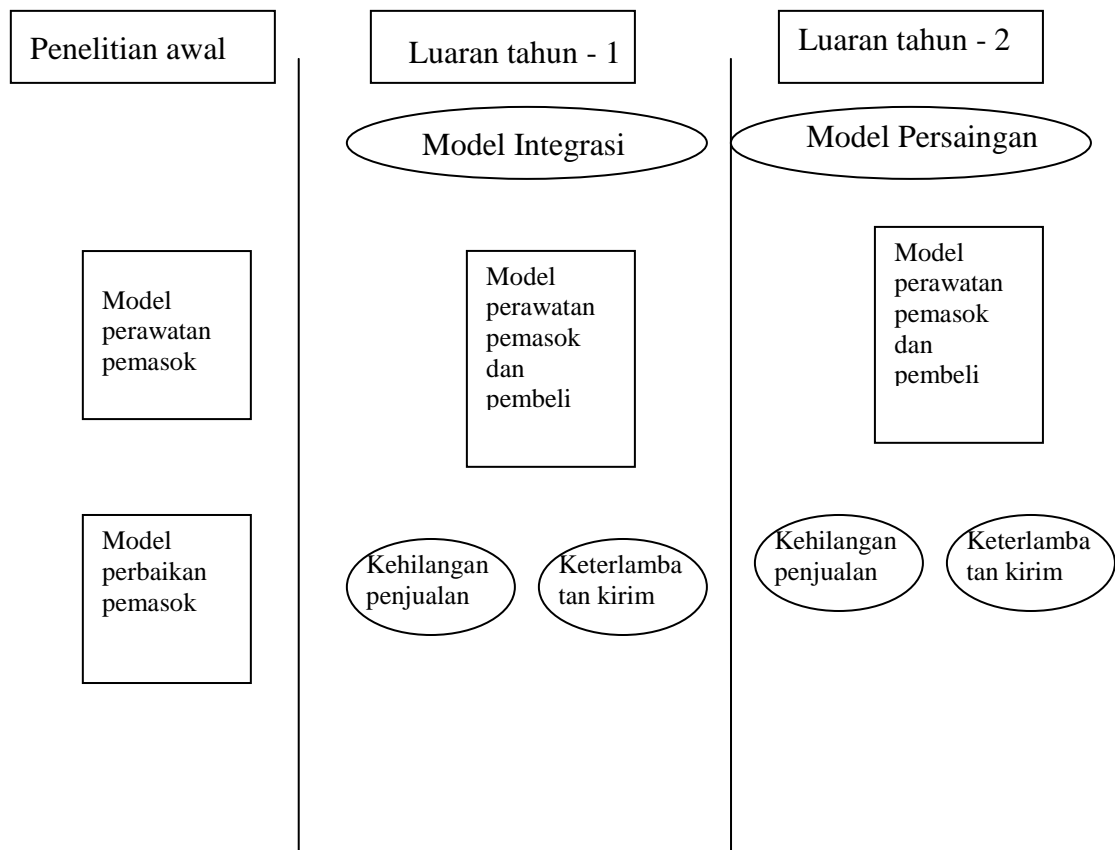 Penelitian awal
Luaran tahun - 1
Luaran tahun - 2
Model Integrasi
Model Persaingan
Model
perawatan
pemasok
Model
perawatan
pemasok
dan
pembeli
Model
perawatan
pemasok
dan
pembeli
Model
perbaikan
pemasok
Kehilangan
penjualan
Keterlamba
tan kirim
Kehilangan
penjualan
Keterlamba
tan kirim